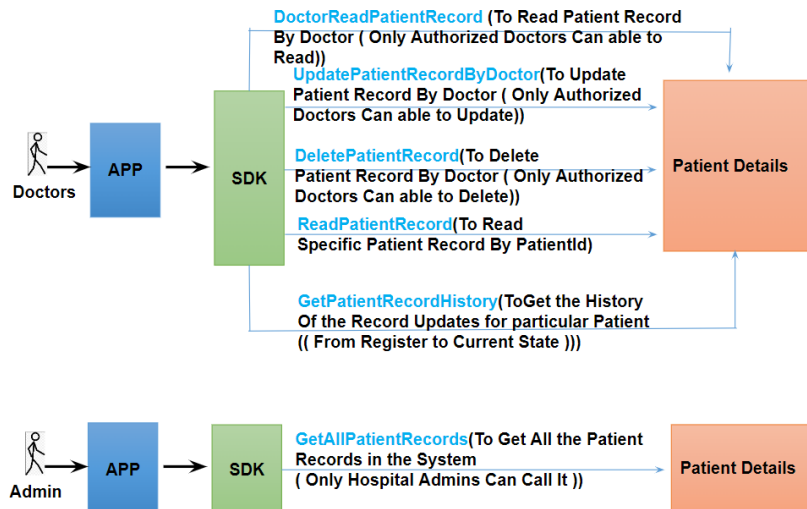 DoctorReadPatientRecord (To Read Patient Record
By Doctor ( Only Authorized Doctors Can able to
Read))
UpdatePatientRecordByDoctor(To Update
Patient Record By Doctor ( Only Authorized
Doctors Can able to Update))
DeletePatientRecord(To Delete
Patient Record By Doctor ( Only Authorized
Doctors Can able to Delete))
ReadPatientRecord(To Read
Specific Patient Record By PatientId)
GetPatientRecordHistory(ToGet the History
Of the Record Updates for particular Patient
(( From Register to Current State )))
Doctors
APP
SDK
Patient Details
GetAllPatientRecords(To Get All the Patient
Records in the System
( Only Hospital Admins Can Call It ))
Admin
APP
SDK
Patient Details